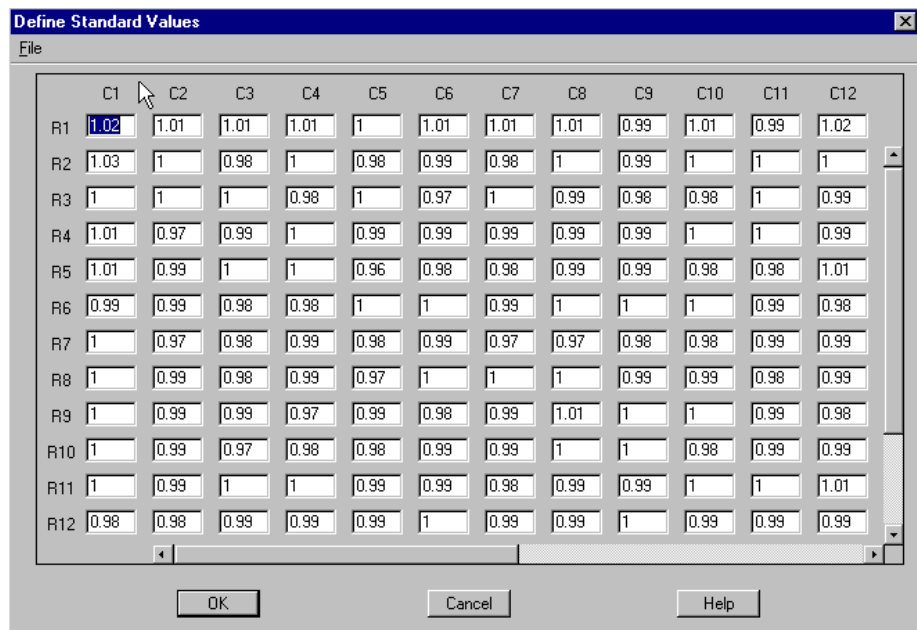 Define Standard Values
File
C1 C2 C3 C4 C5 C6 C7 C8 C9 C10 C11 C12
R1 1.02 1.01 1.01 1.01 1 1.01 1.01 1.01 0.99 1.01 0.99 1.02
R2 1.03 1 0.98 1 0.98 0.99 0.98 1 0.99 1 1 1
R3 1 1 1 0.98 1 0.97 1 0.99 0.98 0.98 1 0.99
R4 1.01 0.97 0.99 1 0.99 0.99 0.99 0.99 0.99 1 1 0.99
R5 1.01 0.99 1 1 0.96 0.98 0.98 0.99 0.99 0.98 0.98 1.01
R6 0.99 0.99 0.98 0.98 1 1 0.99 1 1 1 0.99 0.98
R7 1 0.97 0.98 0.99 0.98 0.99 0.97 0.97 0.98 0.98 0.99 0.99
R8 1 0.99 0.98 0.99 0.97 1 1 1 0.99 0.99 0.98 0.99
R9 1 0.99 0.99 0.97 0.99 0.98 0.99 1.01 1 1 0.99 0.98
R10 1 0.99 0.97 0.98 0.98 0.99 0.99 1 1 0.98 0.99 0.99
R11 1 0.99 1 1 0.99 0.99 0.98 0.99 0.99 1 1 1.01
R12 0.98 0.98 0.99 0.99 0.99 1 0.99 0.99 1 0.99 0.99 0.99
OK Cancel Help